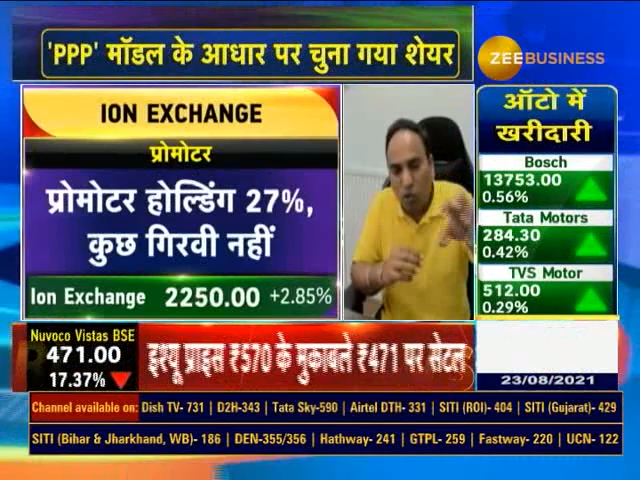 'PPP' मॉडल के आधार पर चुना गया शेयर
ZEEBUSINESS
ION EXCHANGE
प्रोमोटर
प्रोमोटर होल्डिंग 27%,
कुछ गिरवी नहीं
Ion Exchange 2250.00 +2.85%
ऑटो में
खरीदारी
Bosch
13753.00
0.56%
Tata Motors
284.30
0.42%
TVS Motor
512.00
0.29%
Nuvoco Vistas BSE
471.00
17.37%
इश्यू प्राइस ₹570 के मुकाबले ₹471 पर सेटल
23/08/2021
Channel available on: Dish TV- 731 | D2H-343 | Tata Sky-590 | Airtel DTH- 331 | SITI (ROI)- 404 | SITI (Gujarat)- 429
SITI (Bihar & Jharkhand, WB)- 186 | DEN-355/356 | Hathway- 241 | GTPL- 259 | Fastway- 220 | UCN- 122